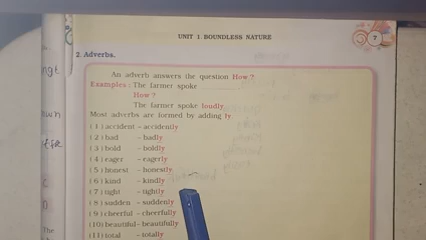 UNIT 1 BOUNDLESS NATURE
7
2. Adverbs.
An adverb answers the question How ?
Examples : The farmer spoke ________.
How ?
The farmer spoke loudly.
Most adverbs are formed by adding ly.
( 1 ) accident – accidently
( 2 ) bad – badly
( 3 ) bold – boldly
( 4 ) eager – eagerly
( 5 ) honest – honestly
( 6 ) kind – kindly
( 7 ) tight – tightly
( 8 ) sudden – suddenly
( 9 ) cheerful – cheerfully
(10) beautiful – beautifully
(11) total – totally
The